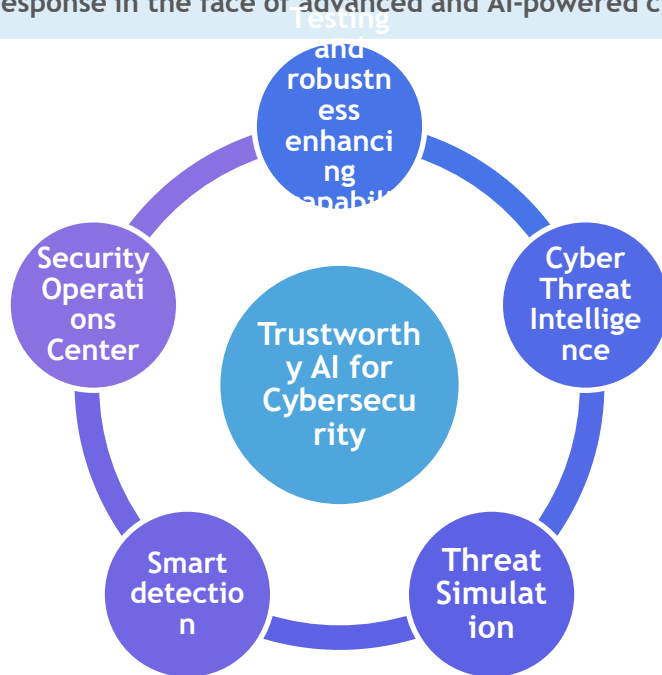 esponse in the face of advanced and AI-powered c
Testing
and
robustn
ess
enhanci
ng
capabili
Security
Operati
ons
Center
Cyber
Threat
Intellige
nce
Trustworth
y AI for
Cybersecu
rity
Smart
detectio
n
Threat
Simulat
ion